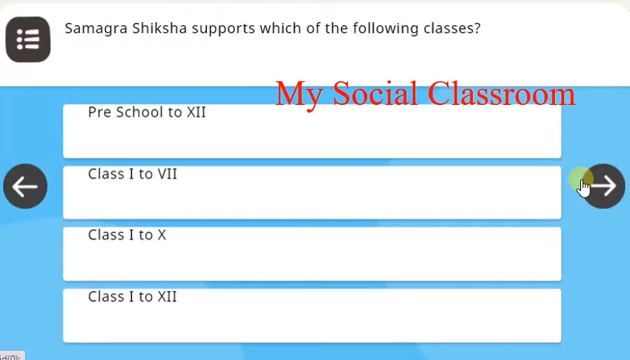 Samagra Shiksha supports which of the following classes?
My Social Classroom
Pre School to XII
Class I to VII
Class I to X
Class I to XII